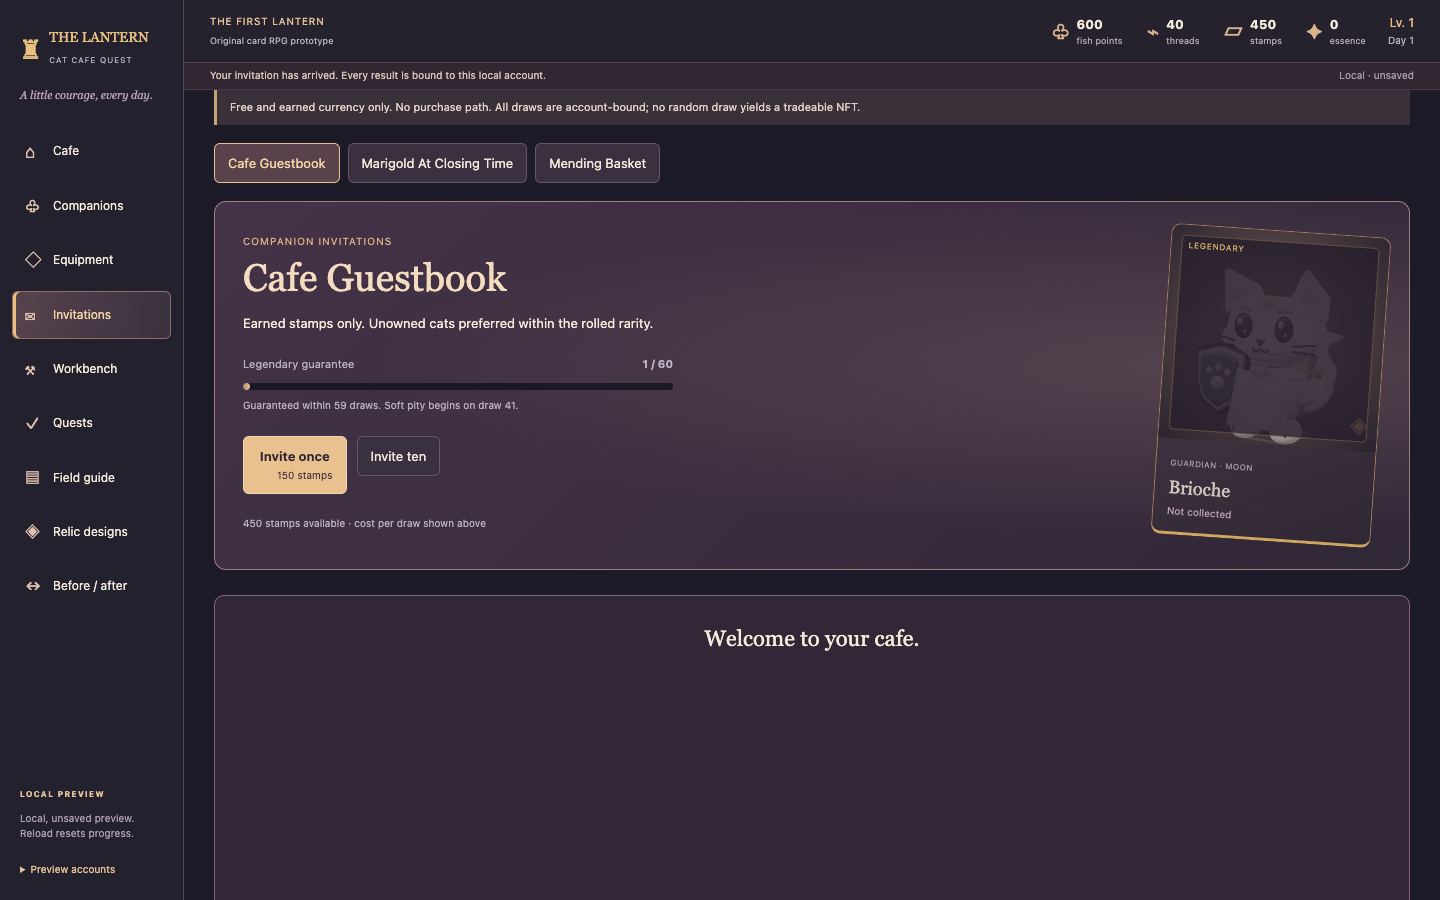 THE LANTERN
CAT CAFE QUEST
A little courage, every day.
Cafe
Companions
Equipment
Invitations
Workbench
Quests
Field guide
Relic designs
Before / after
LOCAL PREVIEW
Local, unsaved preview.
Reload resets progress.
Preview accounts
THE FIRST LANTERN
Original card RPG prototype
600
fish points
40
threads
450
stamps
0
essence
Lv. 1
Day 1
Your invitation has arrived. Every result is bound to this local account.
Local · unsaved
Free and earned currency only. No purchase path. All draws are account-bound; no random draw yields a tradeable NFT.
Cafe Guestbook
Marigold At Closing Time
Mending Basket
COMPANION INVITATIONS
Cafe Guestbook
Earned stamps only. Unowned cats preferred within the rolled rarity.
Legendary guarantee
1 / 60
Guaranteed within 59 draws. Soft pity begins on draw 41.
Invite once
150 stamps
Invite ten
450 stamps available · cost per draw shown above
LEGENDARY
GUARDIAN · MOON
Brioche
Not collected
Welcome to your cafe.